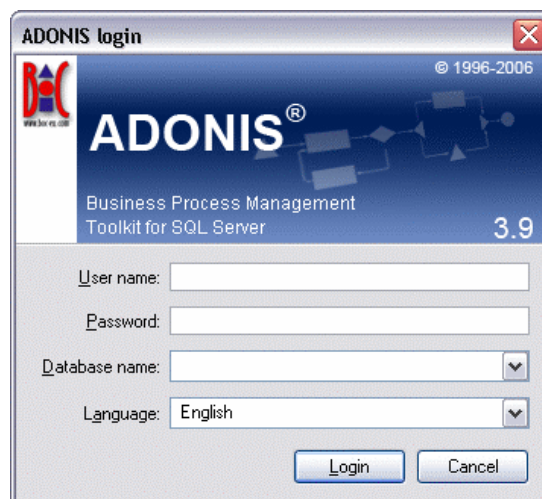 ADONIS login
© 1996-2006
BOC
ADONIS®
Business Process Management
Toolkit for SQL Server
3.9
User name:
Password:
Database name:
Language: English
Login Cancel